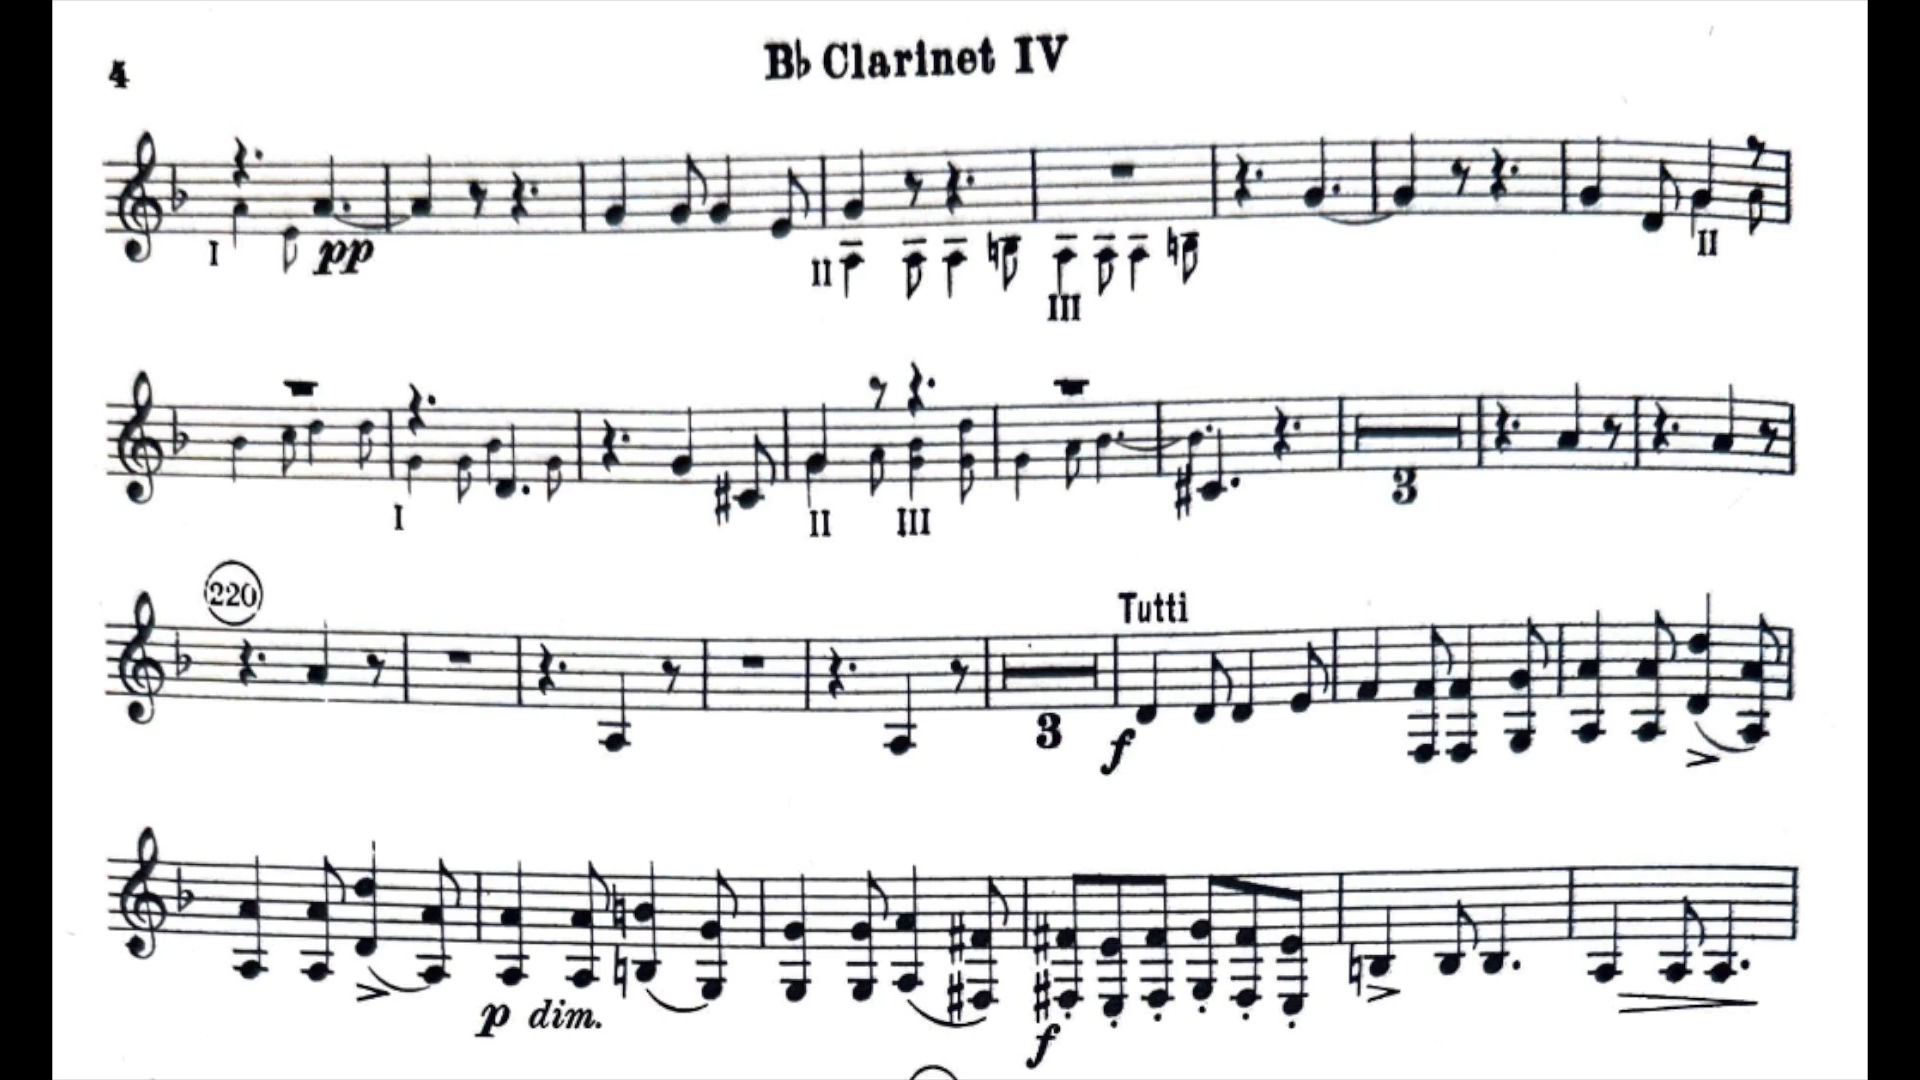 4
B♭ Clarinet IV
I pp II III II
I II III 3
220
Tutti
3 f
p dim. f